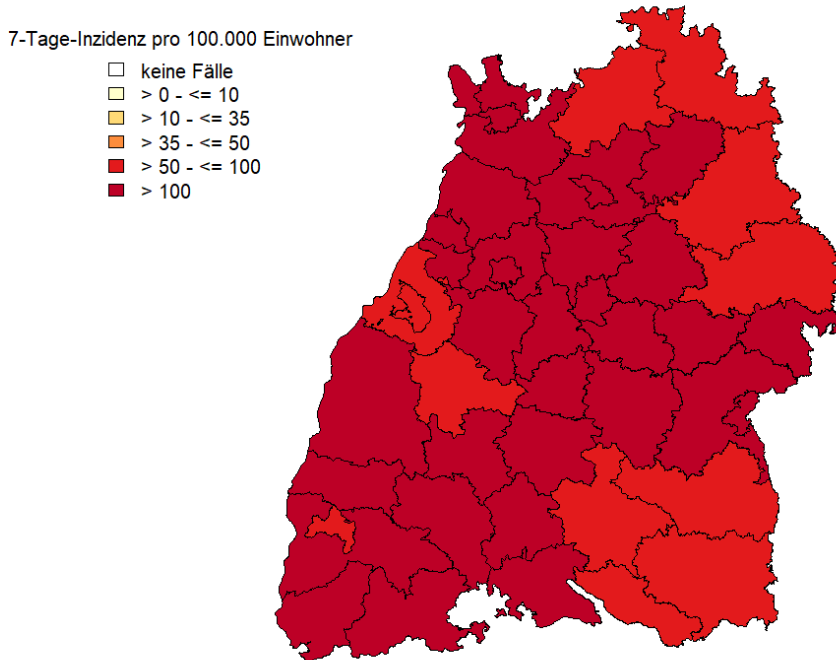 7-Tage-Inzidenz pro 100.000 Einwohner
keine Fälle
> 0 - <= 10
> 10 - <= 35
> 35 - <= 50
> 50 - <= 100
> 100